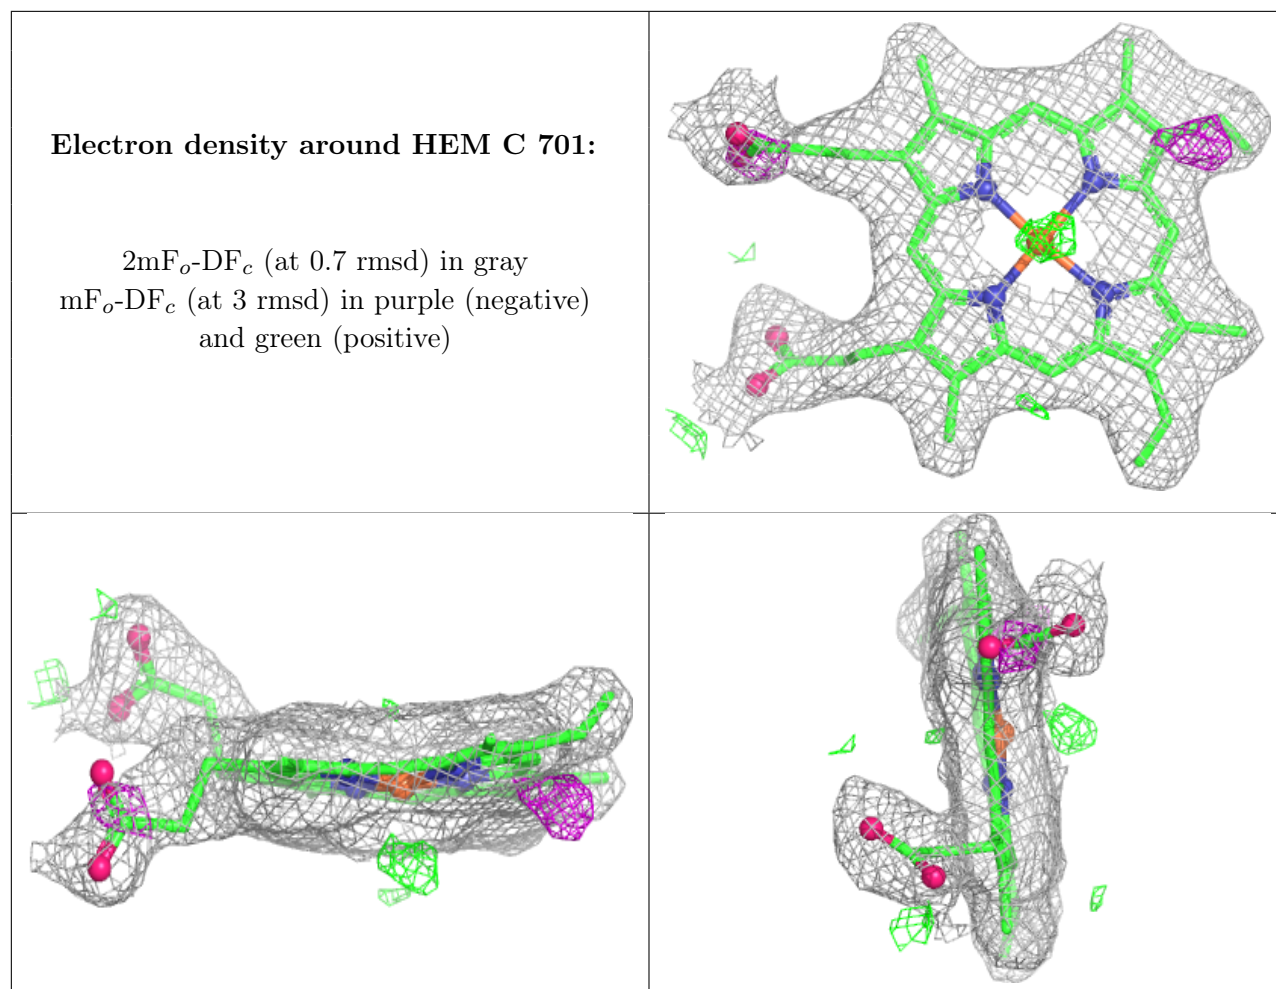 Electron density around HEM C 701:
2mFo-DFc (at 0.7 rmsd) in gray
mFo-DFc (at 3 rmsd) in purple (negative)
and green (positive)